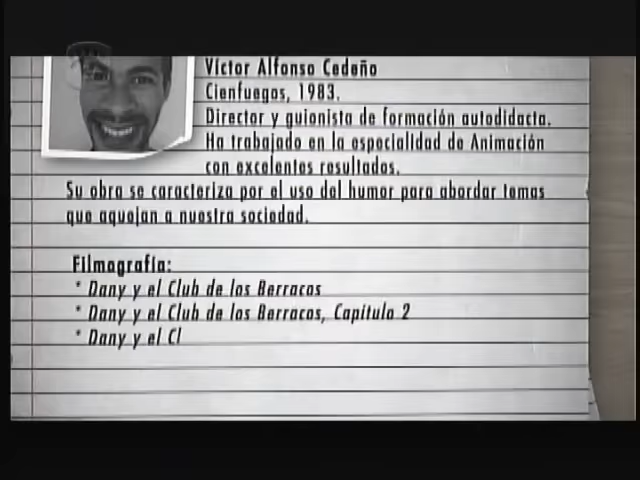 Víctor Alfonso Cedeño
Cienfuegos, 1983.
Director y guionista de formación autodidacta.
Ha trabajado en la especialidad de Animación
con excelentes resultados.
Su obra se caracteriza por el uso del humor para abordar temas
que aquejan a nuestra sociedad.
Filmografía:
* Dany y el Club de los Berracos
* Dany y el Club de los Berracos, Capítulo 2
* Dany y el Cl